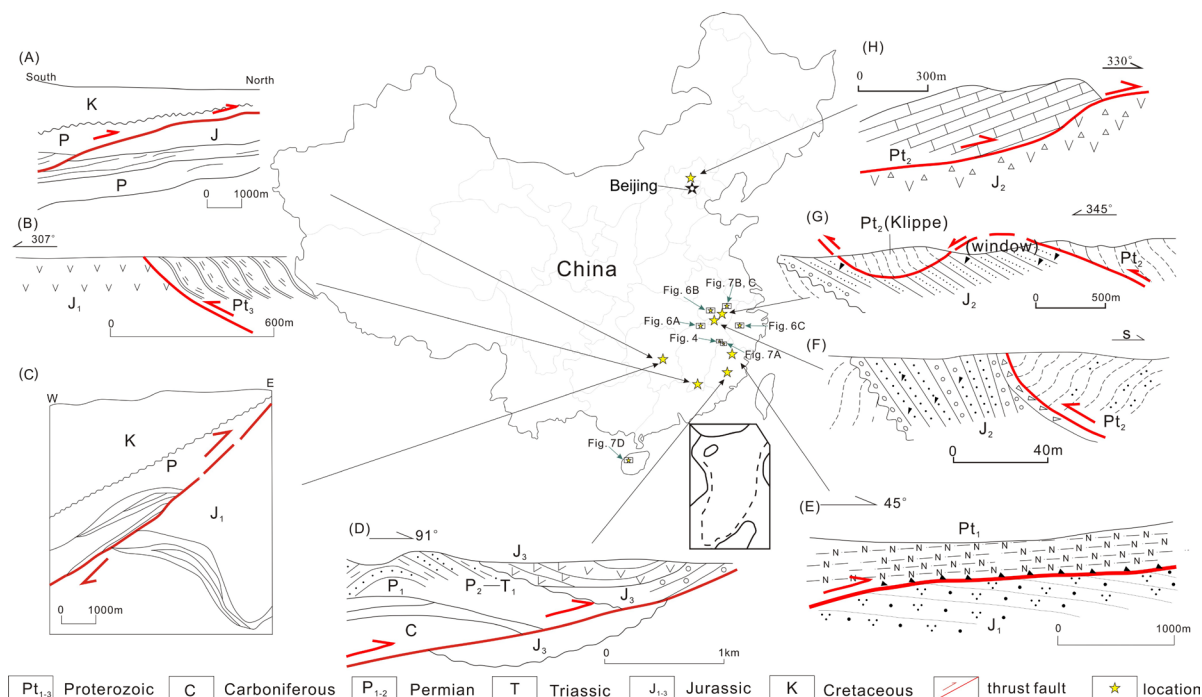 (A)
South
North
K
P
J
P
0
1000m
(B)
307°
J1
Pt3
0
600m
(C)
W
E
K
P
J1
0
1000m
(D)
91°
J3
P1
P2
T1
J3
C
J3
0
1km
China
Beijing
Fig. 6B
Fig. 7B, C
Fig. 6A
Fig. 6C
Fig. 4
Fig. 7A
Fig. 7D
(H)
330°
0
300m
Pt2
J2
(G)
Pt2(Klippe)
345°
(window)
Pt2
J2
0
500m
(F)
S
Pt2
J2
0
40m
(E)
45°
Pt1
N N N N N N N
N N N N N N N
N N N N N N N
N N
J1
0
1000m
Pt1-3 Proterozoic C Carboniferous P1-2 Permian T Triassic J1-3 Jurassic K Cretaceous thrust fault location